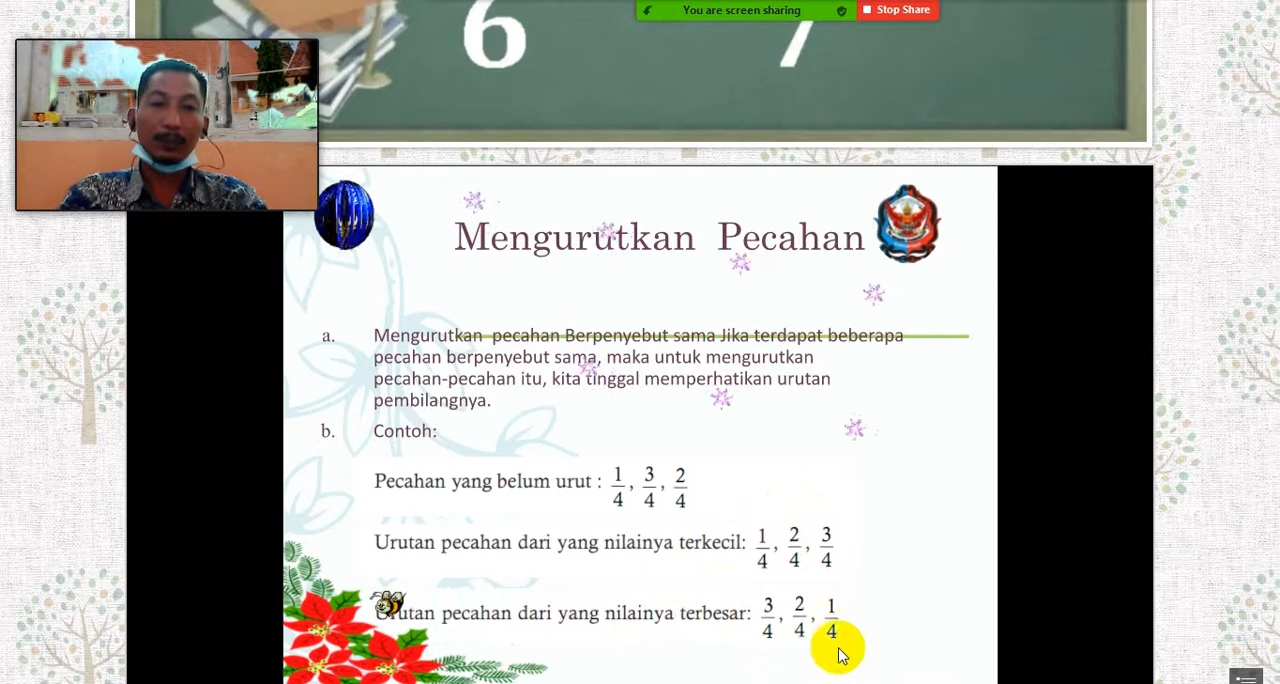 6 7
You are screen sharing Stop Share
Mengurutkan Pecahan
a. Mengurutkan pecahan Berpenyebut sama Jika terdapat beberapa
pecahan berpenyebut sama, maka untuk mengurutkan
pecahan-pecahan itu, kita tinggal memperhatikan urutan
pembilangnya.
b. Contoh:
Pecahan yang belum urut : 1/4, 3/4, 2/4
Urutan pecahan dari yang nilainya terkecil: 1/4, 2/4, 3/4
Urutan pecahan dari yang nilainya terbesar: 3/4, 2/4, 1/4